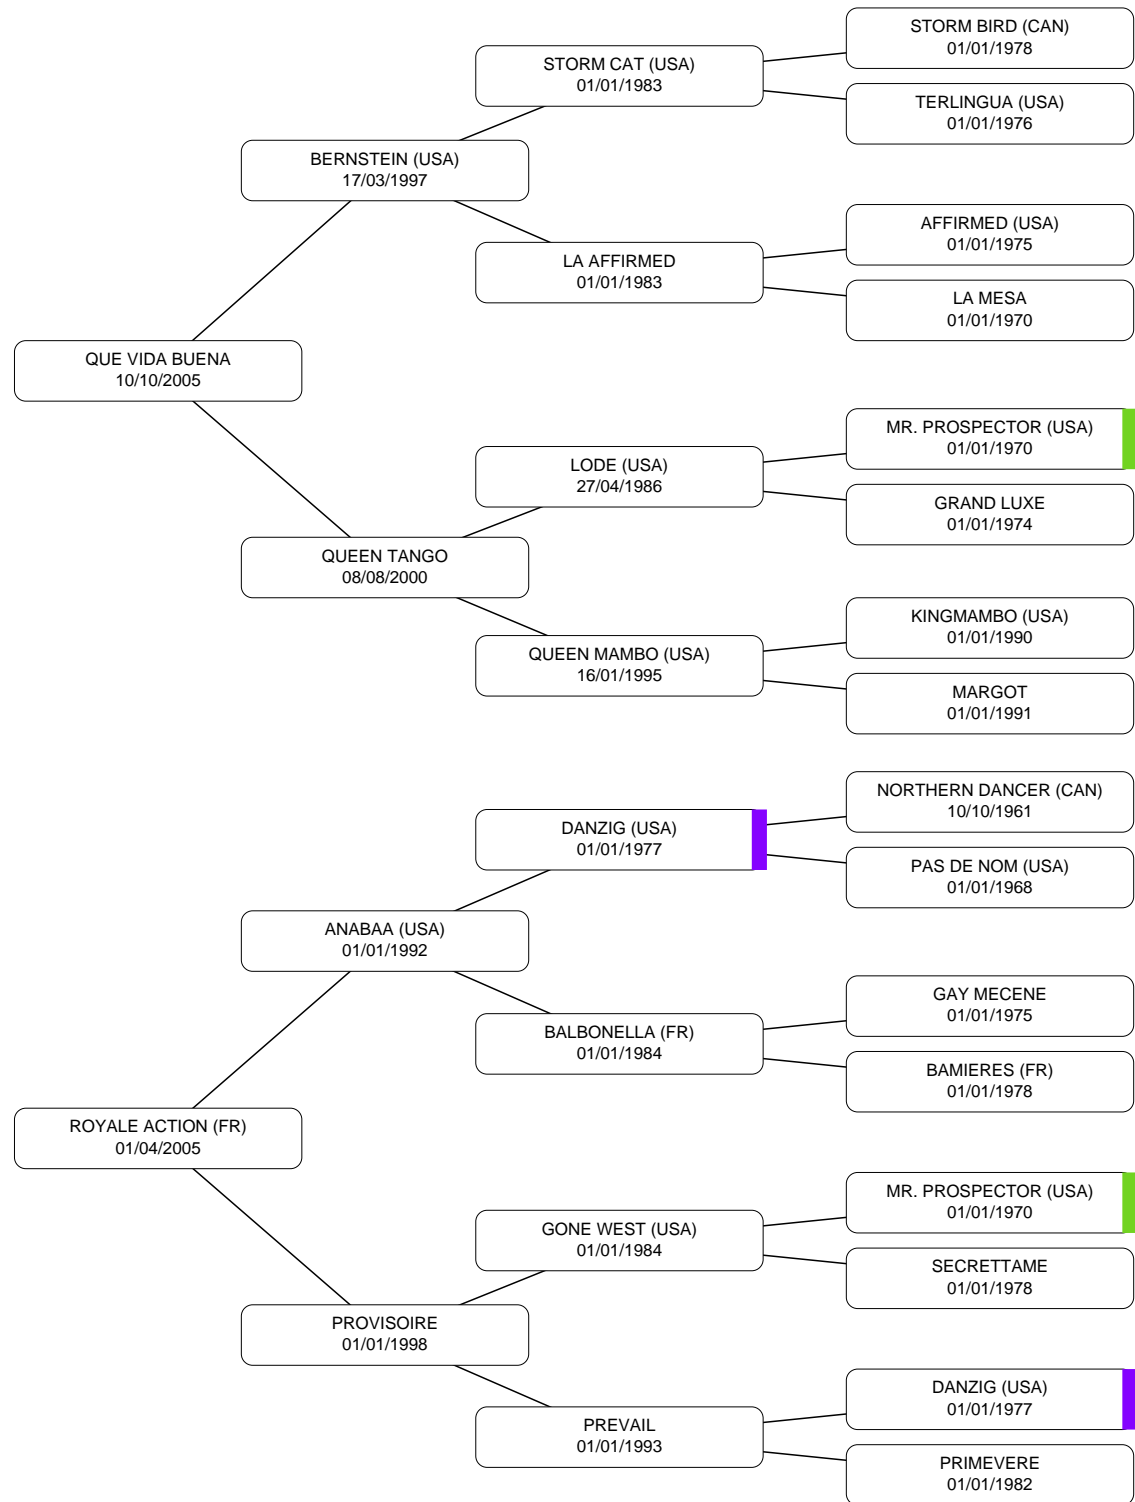 STORM BIRD (CAN)
01/01/1978
STORM CAT (USA)
01/01/1983
TERLINGUA (USA)
01/01/1976
BERNSTEIN (USA)
17/03/1997
AFFIRMED (USA)
01/01/1975
LA AFFIRMED
01/01/1983
LA MESA
01/01/1970
QUE VIDA BUENA
10/10/2005
MR. PROSPECTOR (USA)
01/01/1970
LODE (USA)
27/04/1986
GRAND LUXE
01/01/1974
QUEEN TANGO
08/08/2000
KINGMAMBO (USA)
01/01/1990
QUEEN MAMBO (USA)
16/01/1995
MARGOT
01/01/1991
NORTHERN DANCER (CAN)
10/10/1961
DANZIG (USA)
01/01/1977
PAS DE NOM (USA)
01/01/1968
ANABAA (USA)
01/01/1992
GAY MECENE
01/01/1975
BALBONELLA (FR)
01/01/1984
BAMIERES (FR)
01/01/1978
ROYALE ACTION (FR)
01/04/2005
MR. PROSPECTOR (USA)
01/01/1970
GONE WEST (USA)
01/01/1984
SECRETTAME
01/01/1978
PROVISOIRE
01/01/1998
DANZIG (USA)
01/01/1977
PREVAIL
01/01/1993
PRIMEVERE
01/01/1982